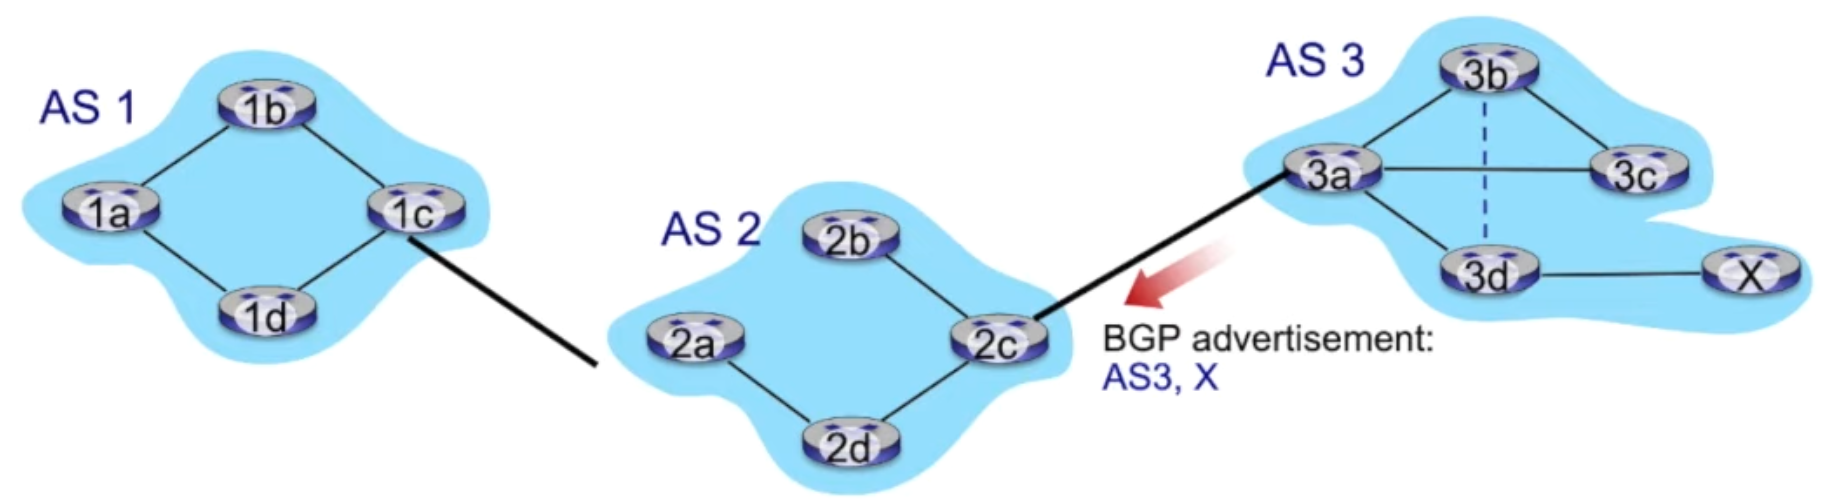 AS 1
1b
1a
1c
1d
AS 2
2b
2a
2c
2d
BGP advertisement:
AS3, X
AS 3
3b
3a
3c
3d
X